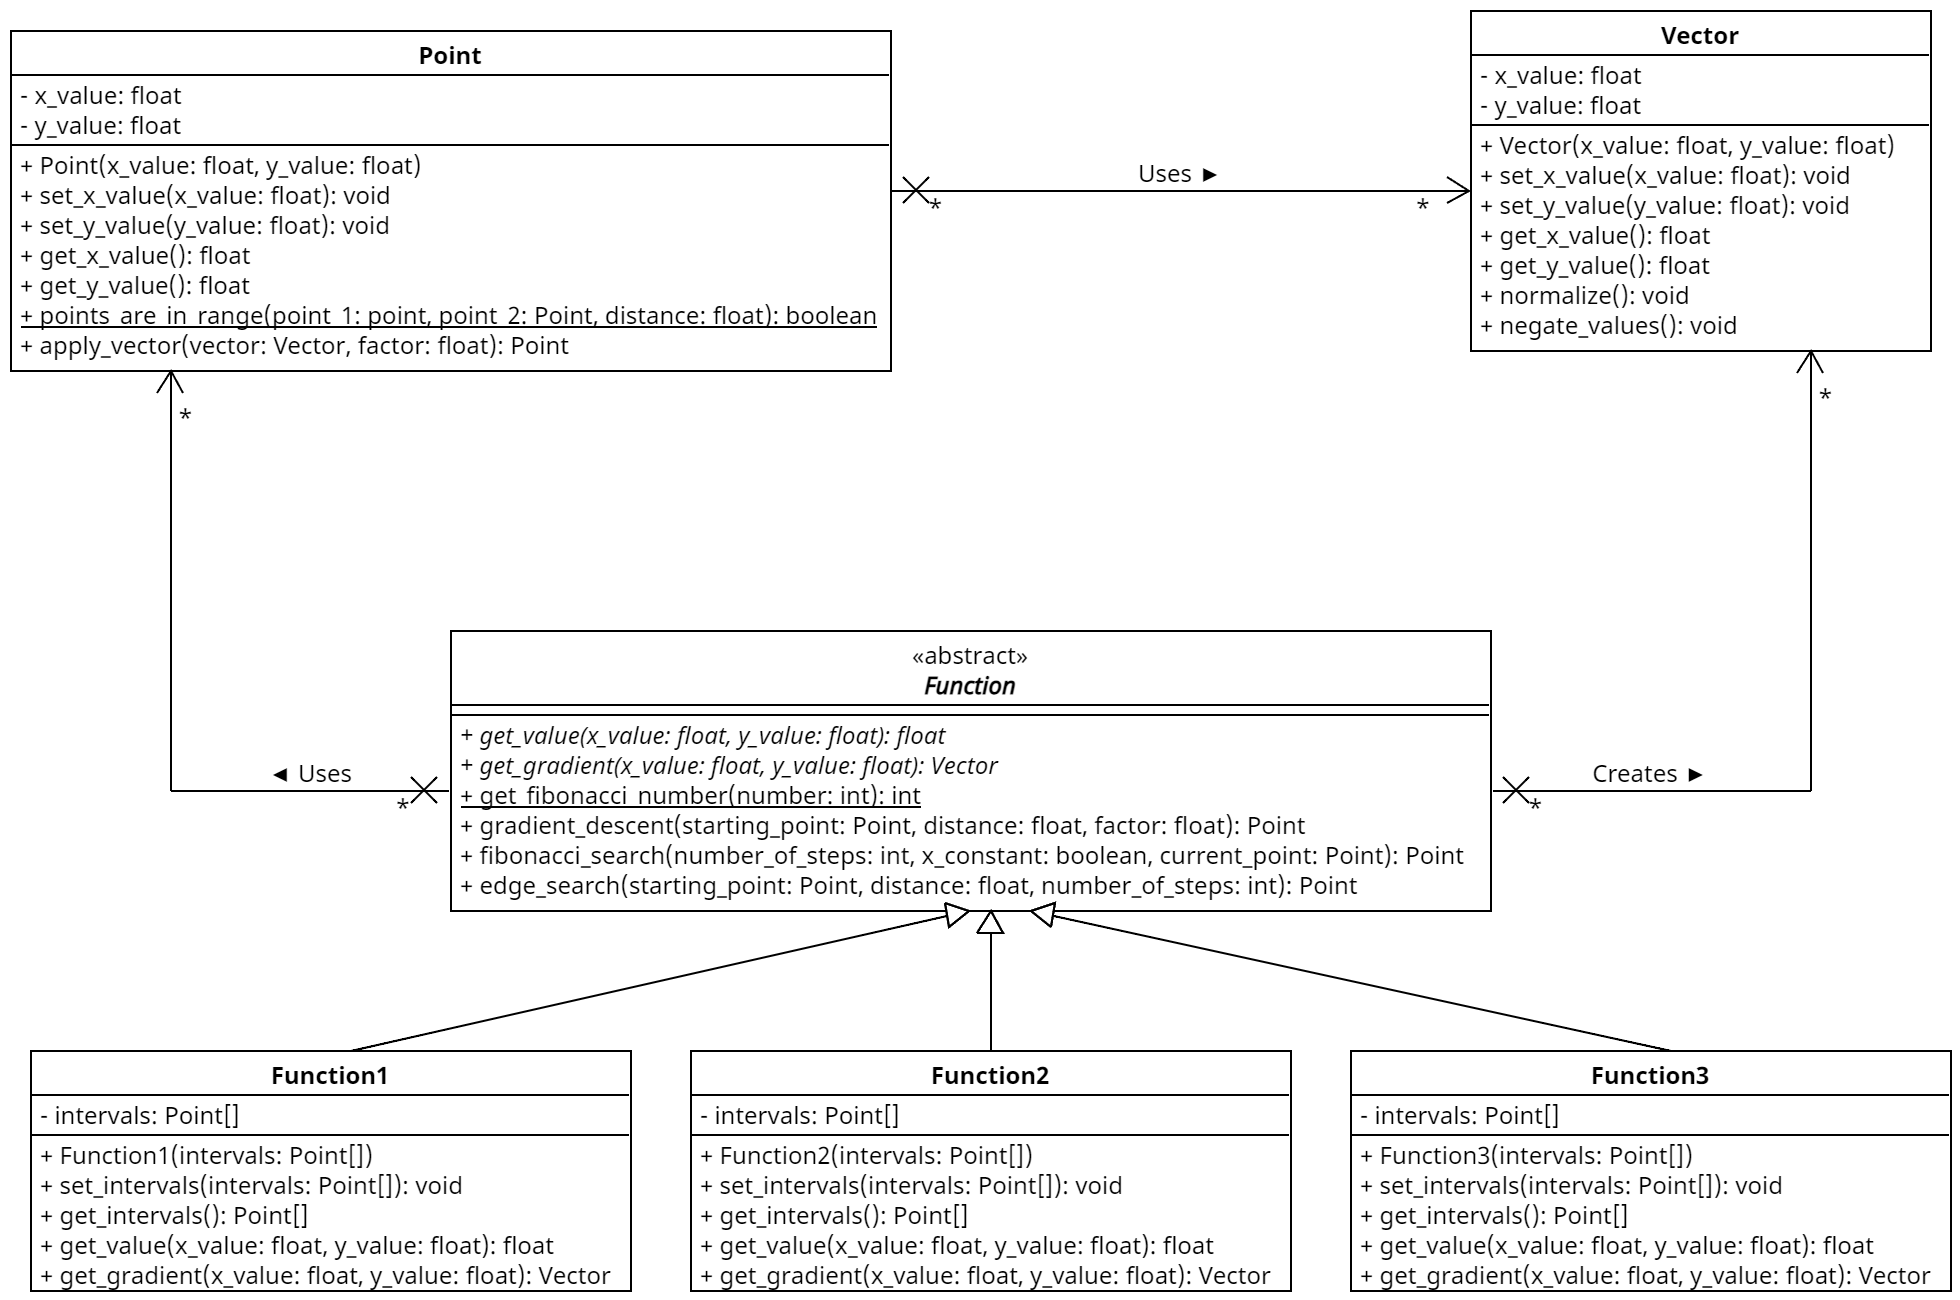 Point
- x_value: float
- y_value: float
+ Point(x_value: float, y_value: float)
+ set_x_value(x_value: float): void
+ set_y_value(y_value: float): void
+ get_x_value(): float
+ get_y_value(): float
+ points_are_in_range(point_1: point, point_2: Point, distance: float): boolean
+ apply_vector(vector: Vector, factor: float): Point
Uses ►
*
*
Vector
- x_value: float
- y_value: float
+ Vector(x_value: float, y_value: float)
+ set_x_value(x_value: float): void
+ set_y_value(y_value: float): void
+ get_x_value(): float
+ get_y_value(): float
+ normalize(): void
+ negate_values(): void
*
*
◄ Uses
*
«abstract»
Function
+ get_value(x_value: float, y_value: float): float
+ get_gradient(x_value: float, y_value: float): Vector
+ get_fibonacci_number(number: int): int
+ gradient_descent(starting_point: Point, distance: float, factor: float): Point
+ fibonacci_search(number_of_steps: int, x_constant: boolean, current_point: Point): Point
+ edge_search(starting_point: Point, distance: float, number_of_steps: int): Point
Creates ►
*
Function1
- intervals: Point[]
+ Function1(intervals: Point[])
+ set_intervals(intervals: Point[]): void
+ get_intervals(): Point[]
+ get_value(x_value: float, y_value: float): float
+ get_gradient(x_value: float, y_value: float): Vector
Function2
- intervals: Point[]
+ Function2(intervals: Point[])
+ set_intervals(intervals: Point[]): void
+ get_intervals(): Point[]
+ get_value(x_value: float, y_value: float): float
+ get_gradient(x_value: float, y_value: float): Vector
Function3
- intervals: Point[]
+ Function3(intervals: Point[])
+ set_intervals(intervals: Point[]): void
+ get_intervals(): Point[]
+ get_value(x_value: float, y_value: float): float
+ get_gradient(x_value: float, y_value: float): Vector